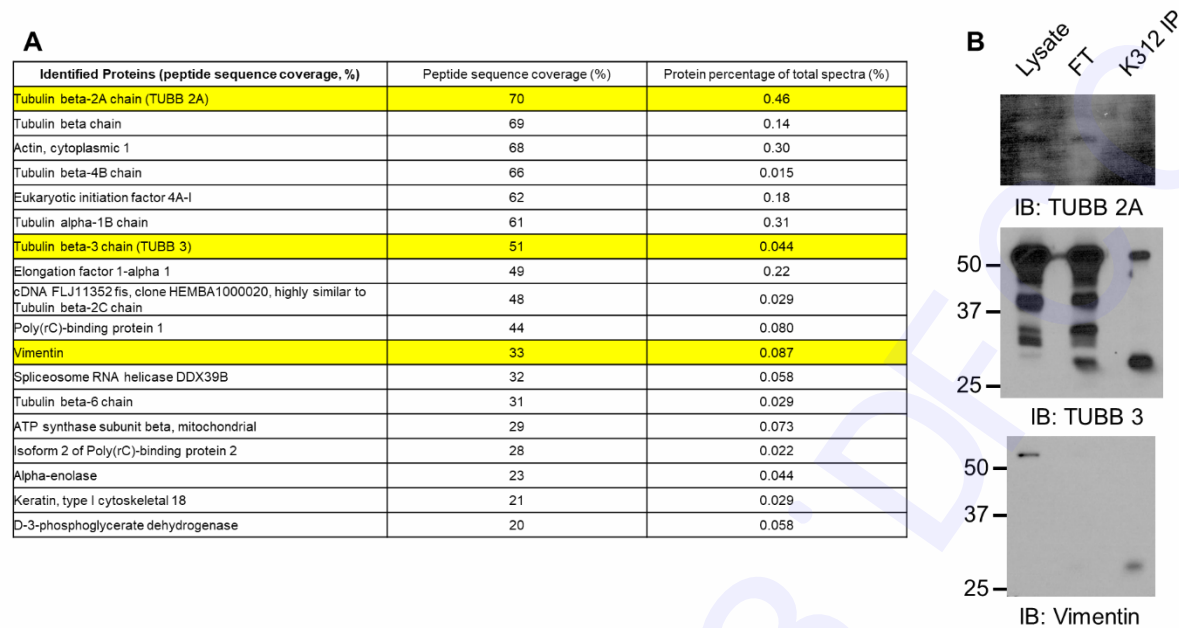 A
Identified Proteins (peptide sequence coverage, %) Peptide sequence coverage (%) Protein percentage of total spectra (%)
Tubulin beta-2A chain (TUBB 2A) 70 0.46
Tubulin beta chain 69 0.14
Actin, cytoplasmic 1 68 0.30
Tubulin beta-4B chain 66 0.015
Eukaryotic initiation factor 4A-I 62 0.18
Tubulin alpha-1B chain 61 0.31
Tubulin beta-3 chain (TUBB 3) 51 0.044
Elongation factor 1-alpha 1 49 0.22
cDNA FLJ11352 fis, clone HEMBA1000020, highly similar to
Tubulin beta-2C chain 48 0.029
Poly(rC)-binding protein 1 44 0.080
Vimentin 33 0.087
Spliceosome RNA helicase DDX39B 32 0.058
Tubulin beta-6 chain 31 0.029
ATP synthase subunit beta, mitochondrial 29 0.073
Isoform 2 of Poly(rC)-binding protein 2 28 0.022
Alpha-enolase 23 0.044
Keratin, type I cytoskeletal 18 21 0.029
D-3-phosphoglycerate dehydrogenase 20 0.058
B
Lysate FT K312 IP
IB: TUBB 2A
50
37
25
IB: TUBB 3
50
37
25
IB: Vimentin